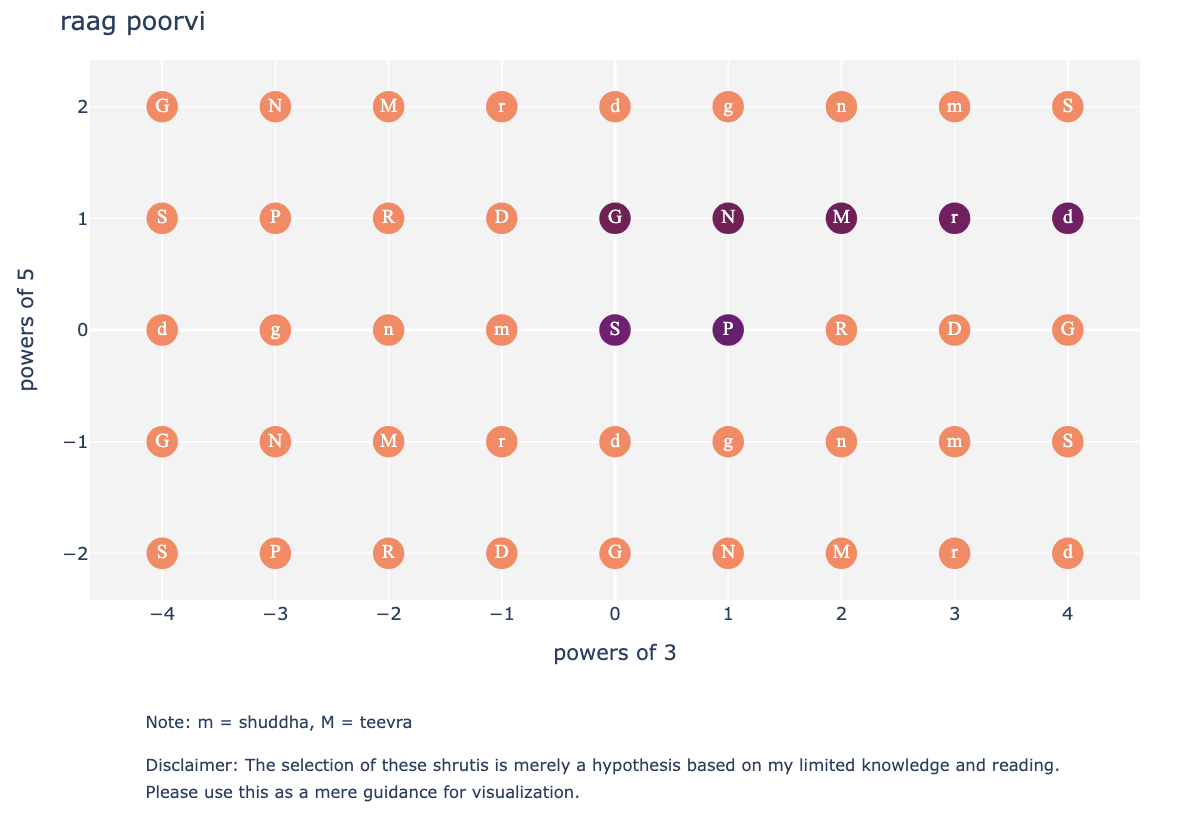 raag poorvi
2 G N M r d g n m S
1 S P R D G N M r d
0 d g n m S P R D G
−1 G N M r d g n m S
−2 S P R D G N M r d
−4 −3 −2 −1 0 1 2 3 4
powers of 5
powers of 3
Note: m = shuddha, M = teevra
Disclaimer: The selection of these shrutis is merely a hypothesis based on my limited knowledge and reading.
Please use this as a mere guidance for visualization.